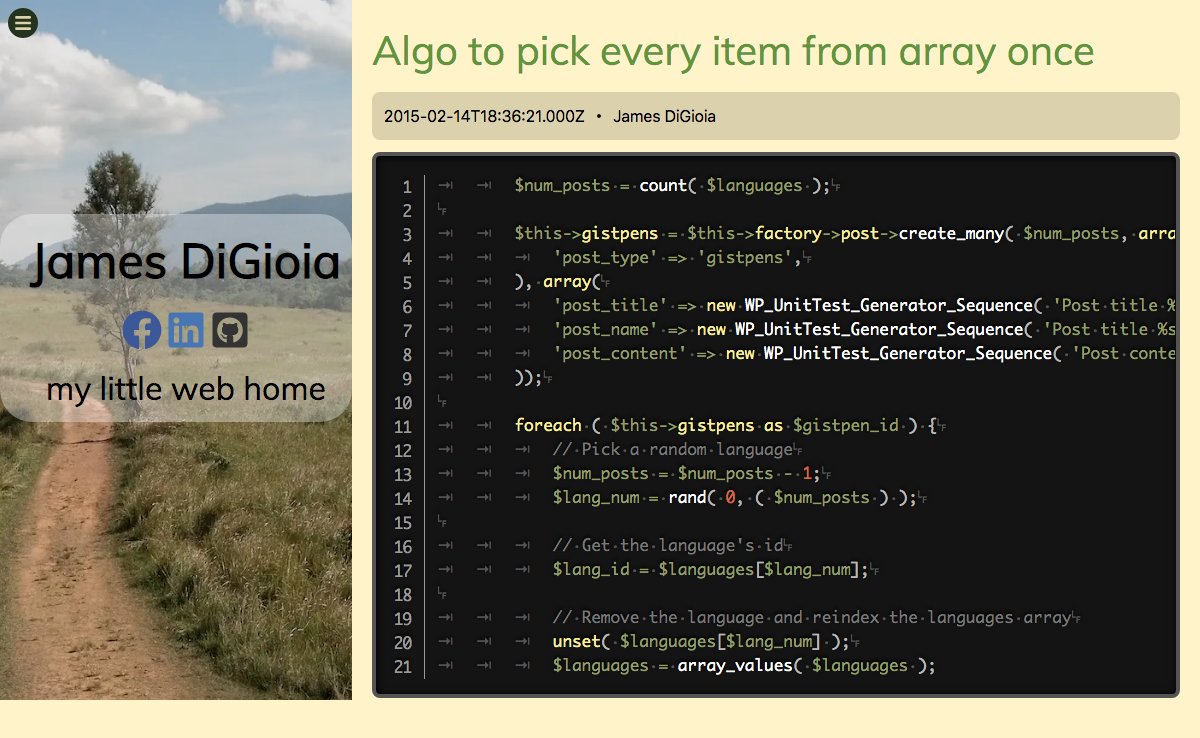 Algo to pick every item from array once
2015-02-14T18:36:21.000Z • James DiGioia
James DiGioia
my little web home
1 $num_posts = count( $languages );
2
3 $this->gistpens = $this->factory->post->create_many( $num_posts, arra
4 'post_type' => 'gistpens',
5 ), array(
6 'post_title' => new WP_UnitTest_Generator_Sequence( 'Post title %
7 'post_name' => new WP_UnitTest_Generator_Sequence( 'Post title %s
8 'post_content' => new WP_UnitTest_Generator_Sequence( 'Post conte
9 ));
10
11 foreach ( $this->gistpens as $gistpen_id ) {
12 // Pick a random language
13 $num_posts = $num_posts - 1;
14 $lang_num = rand( 0, ( $num_posts ) );
15
16 // Get the language's id
17 $lang_id = $languages[$lang_num];
18
19 // Remove the language and reindex the languages array
20 unset( $languages[$lang_num] );
21 $languages = array_values( $languages );